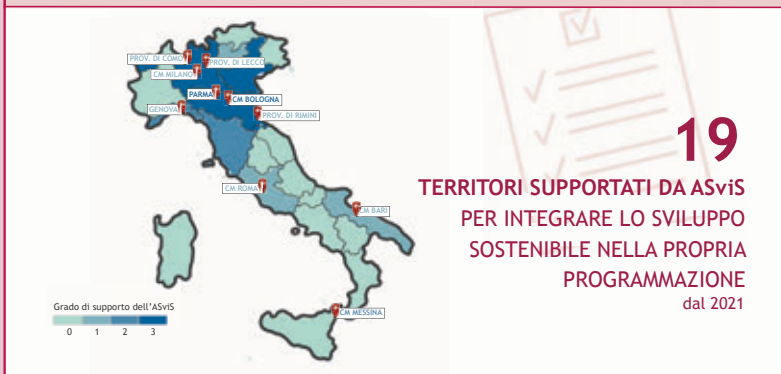 PROV. DI COMO
PROV. DI LECCO
CM MILANO
PARMA
CM BOLOGNA
GENOVA
PROV. DI RIMINI
CM ROMA
CM BARI
CM MESSINA
Grado di supporto dell'ASviS
0 1 2 3
19
TERRITORI SUPPORTATI DA ASviS
PER INTEGRARE LO SVILUPPO
SOSTENIBILE NELLA PROPRIA
PROGRAMMAZIONE
dal 2021